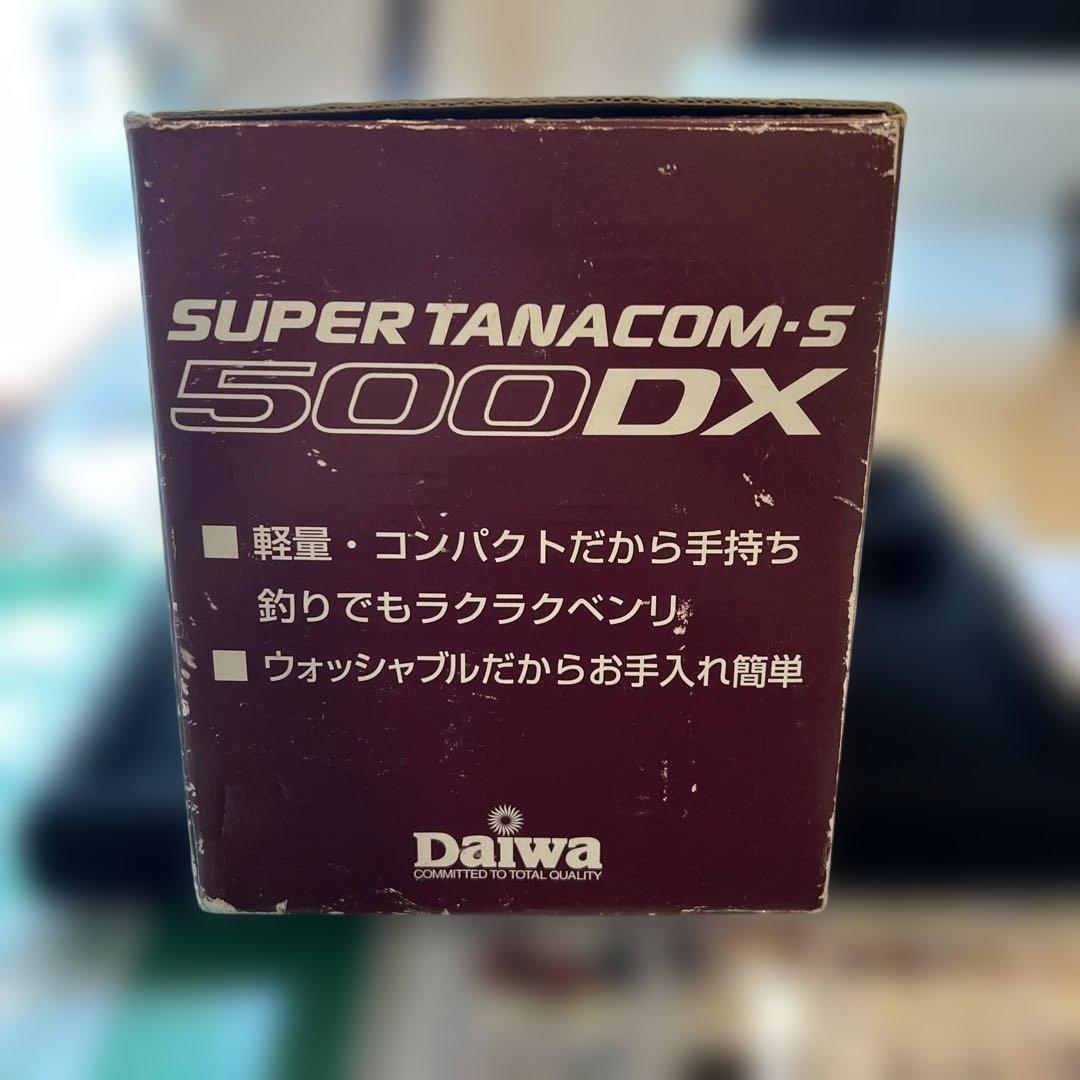 SUPER TANACOM-S
500DX
■ 軽量・コンパクトだから手持ち
釣りでもラクラクベンリ
■ ウォッシャブルだからお手入れ簡単
Daiwa
COMMITTED TO TOTAL QUALITY